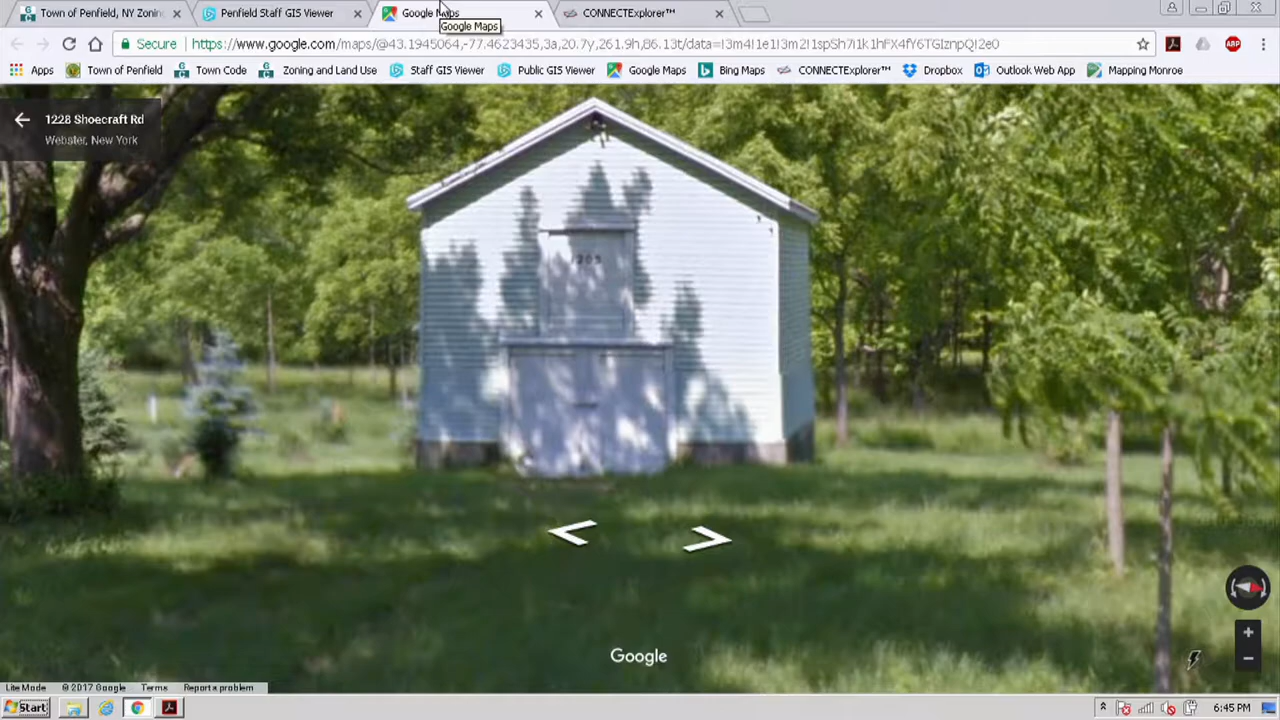 Town of Penfield, NY Zoning
Penfield Staff GIS Viewer
Google Maps
CONNECTExplorer™
Google Maps
Secure
https://www.google.com/maps/@43.1945064,-77.4623435,3a,20.7y,261.9h,86.13t/data=!3m4!1e1!3m2!1spSh7i1k1hFX4fY6TGIznpQ!2e0
ABP
Apps
Town of Penfield
Town Code
Zoning and Land Use
Staff GIS Viewer
Public GIS Viewer
Google Maps
Bing Maps
CONNECTExplorer™
Dropbox
Outlook Web App
Mapping Monroe
1228 Shoecraft Rd
Webster, New York
Google
Lite Mode
© 2017 Google
Terms
Report a problem
Start
6:45 PM